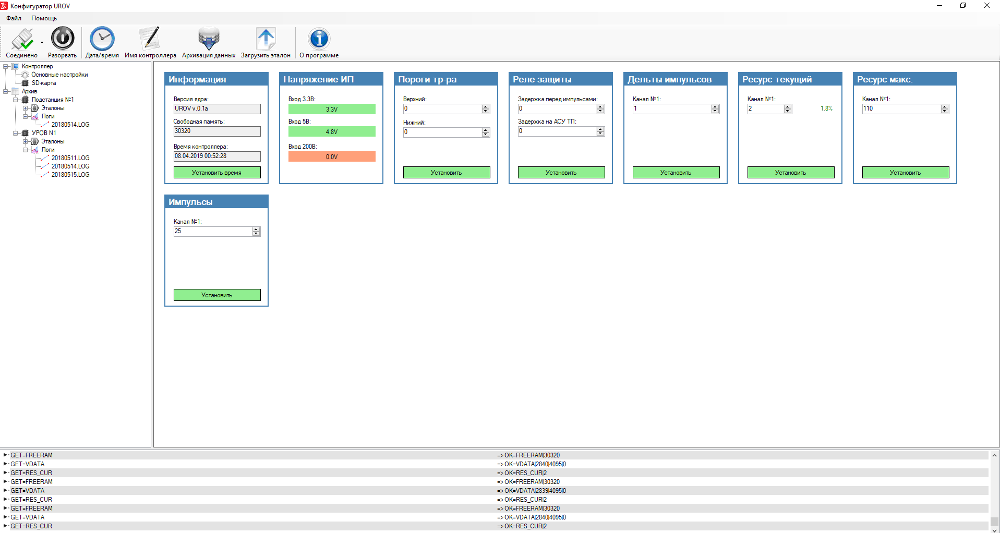 Конфигуратор UROV
Файл Помощь
Соединено Разорвать Дата/время Имя контроллера Архивация данных Загрузить эталон О программе
Контроллер
Основные настройки
SD-карта
Архив
Подстанция №1
Эталоны
Логи
20180514.LOG
УРОВ N1
Эталоны
Логи
20180511.LOG
20180514.LOG
20180515.LOG
Информация
Версия ядра:
UROV v.0.1a
Свободная память:
30320
Время контроллера:
08.04.2019 00:52:28
Установить время
Напряжение ИП
Вход 3.3В:
3.3V
Вход 5В:
4.8V
Вход 200В:
0.0V
Пороги тр-ра
Верхний:
0
Нижний:
0
Установить
Реле защиты
Задержка перед импульсами:
0
Задержка на АСУ ТП:
0
Установить
Дельты импульсов
Канал №1:
1
Установить
Ресурс текущий
Канал №1:
2 1.8%
Установить
Ресурс макс.
Канал №1:
110
Установить
Импульсы
Канал №1:
25
Установить
GET=FREERAM => OK=FREERAM|30320
GET=VDATA => OK=VDATA|2840|4095|0
GET=RES_CUR => OK=RES_CUR|2
GET=FREERAM => OK=FREERAM|30320
GET=VDATA => OK=VDATA|2839|4095|0
GET=RES_CUR => OK=RES_CUR|2
GET=FREERAM => OK=FREERAM|30320
GET=VDATA => OK=VDATA|2840|4095|0
GET=RES_CUR => OK=RES_CUR|2